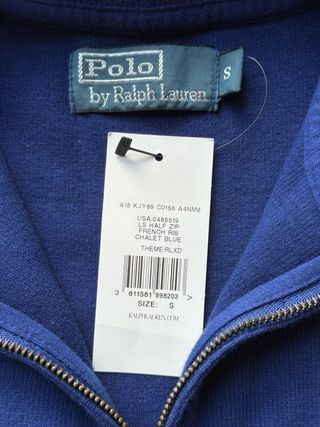 Polo
by Ralph Lauren
S
A18 KJY89 C0156 A4NM8
USA:0485519
LS HALF ZIP
FRENCH RIB
CHALET BLUE
THEME:RLXD
3 611581 998203 >
SIZE: S
RALPHLAUREN.COM